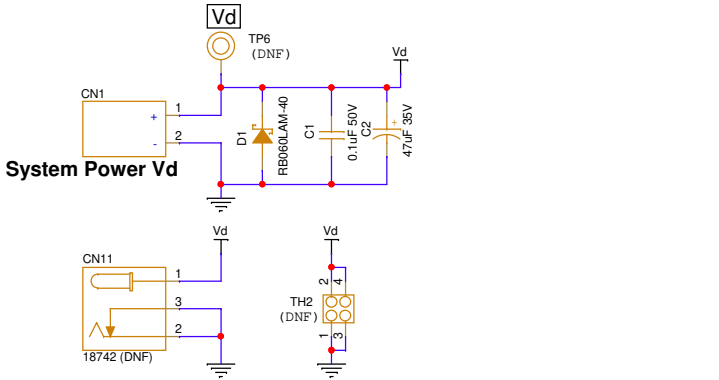 Vd
TP6
(DNF)
Vd
CN1
1
+
2
-
D1
RB060LAM-40
C1
0.1uF 50V
C2
+
47uF 35V
System Power Vd
Vd
Vd
CN11
1
3
2
18742 (DNF)
2
4
TH2
(DNF)
1
3